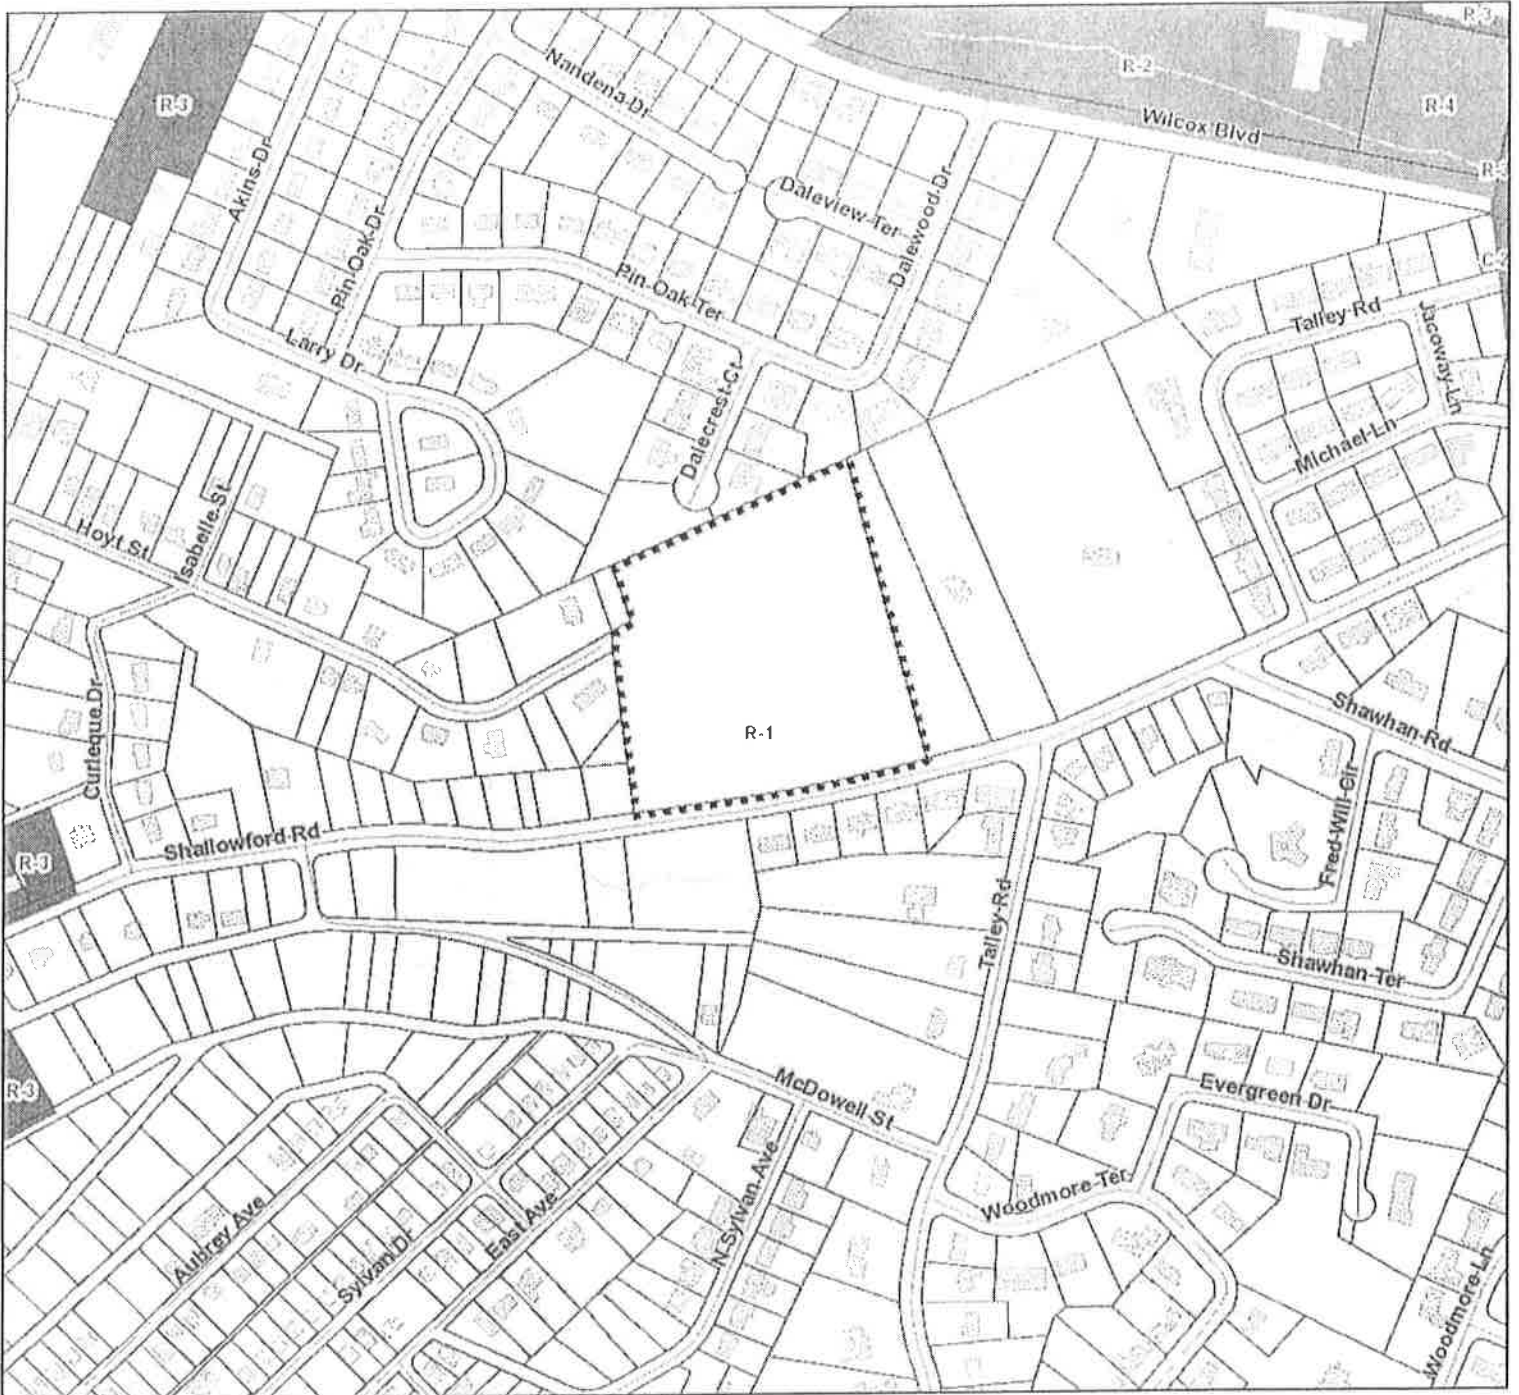 R-3
R-2
R-3
R-4
Nandena Dr
Wilcox Blvd
Akins Dr
Daleview Ter
Dalewood Dr
Pin Oak Dr
Pin Oak Ter
Talley Rd
Jacoway Ln
Larry Dr
Dalecrest Ct
Michael Ln
Hoyt St
Isabelle St
Curleque Dr
R-1
Shawhan Rd
Fred Will Cir
Shallowford Rd
R-3
Talley Rd
Shawhan Ter
R-3
McDowell St
Evergreen Dr
Aubrey Ave
Sylvan Dr
East Ave
N Sylvan Ave
Woodmore Ter
Woodmore Ln